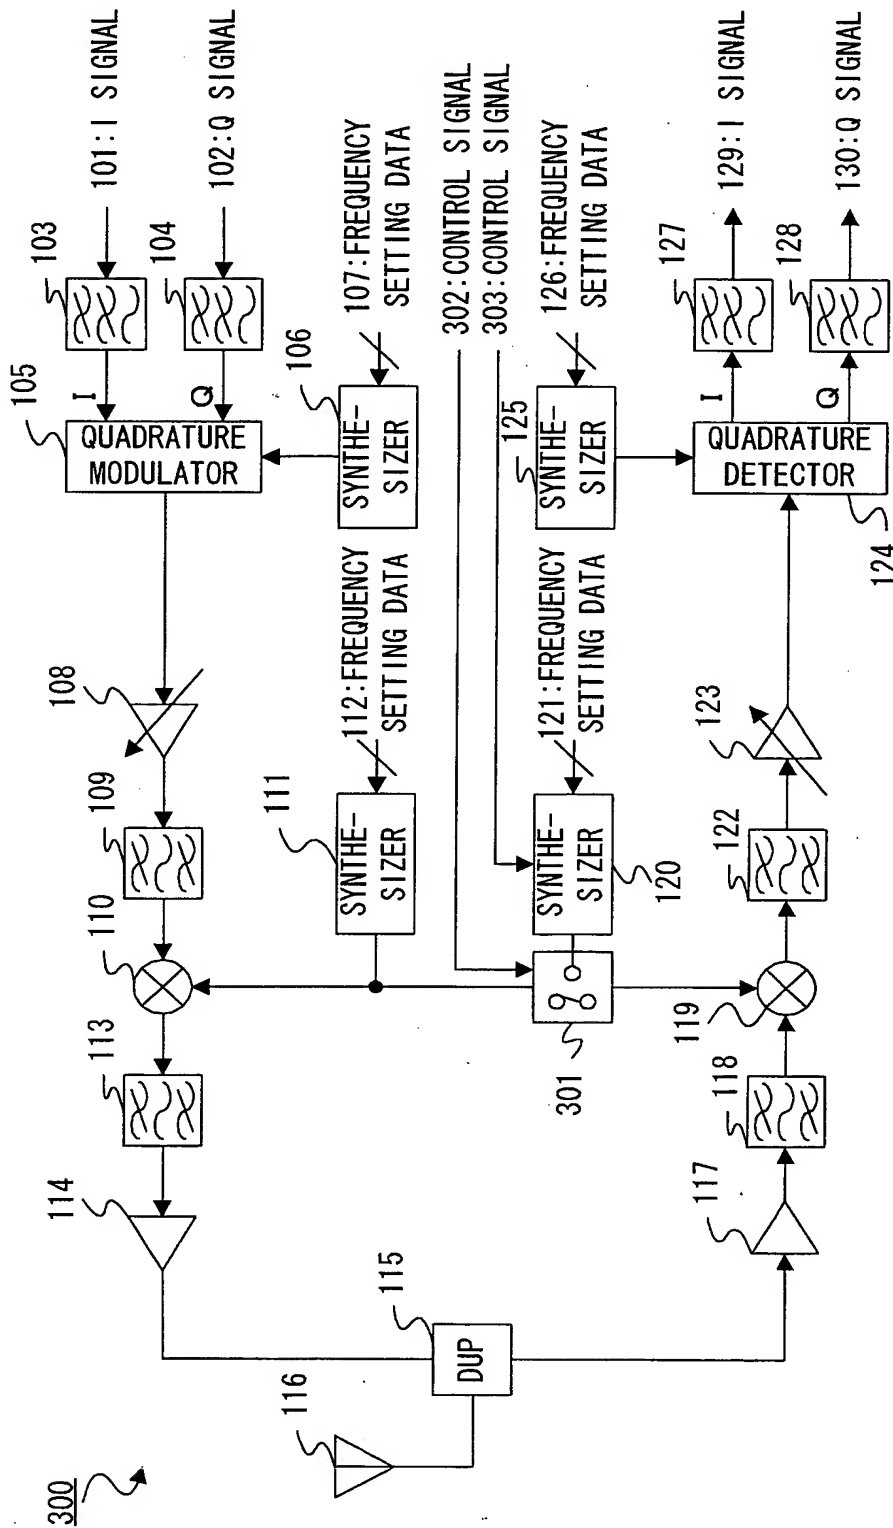 300
116
114
113
110
109
108
105
103
101:I SIGNAL
104
102:Q SIGNAL
I
Q
QUADRATURE
MODULATOR
106
SYNTHE-
SIZER
107:FREQUENCY
SETTING DATA
111
SYNTHE-
SIZER
112:FREQUENCY
SETTING DATA
302:CONTROL SIGNAL
303:CONTROL SIGNAL
115
DUP
301
SYNTHE-
SIZER
120
121:FREQUENCY
SETTING DATA
125
SYNTHE-
SIZER
126:FREQUENCY
SETTING DATA
117
118
119
122
123
124
QUADRATURE
DETECTOR
I
Q
127
129:I SIGNAL
128
130:Q SIGNAL